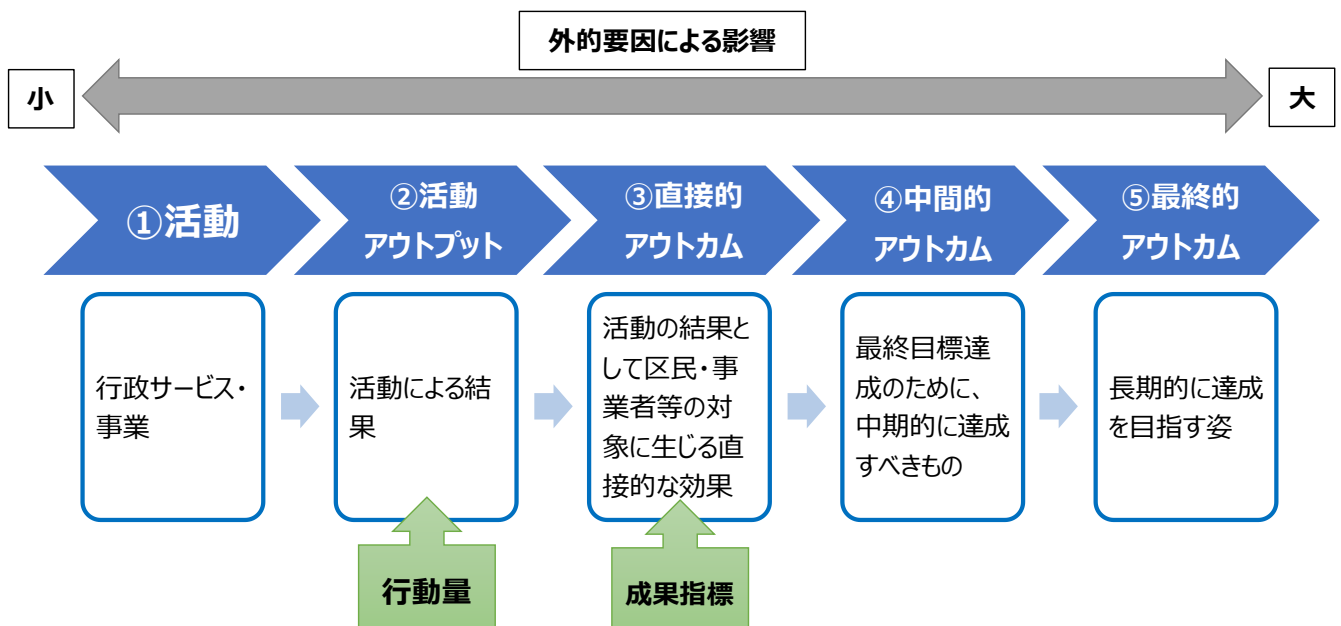 外的要因による影響
小
大
①活動
②活動
アウトプット
③直接的
アウトカム
④中間的
アウトカム
⑤最終的
アウトカム
行政サービス・
事業
活動による結
果
活動の結果と
して区民・事
業者等の対
象に生じる直
接的な効果
最終目標達
成のために、
中期的に達成
すべきもの
長期的に達成
を目指す姿
行動量
成果指標